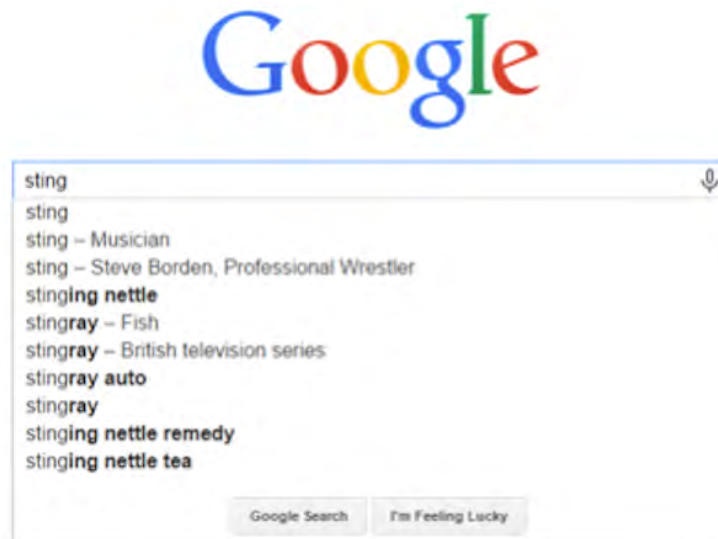 Google
sting
sting
sting – Musician
sting – Steve Borden, Professional Wrestler
stinging nettle
stingray – Fish
stingray – British television series
stingray auto
stingray
stinging nettle remedy
stinging nettle tea
Google Search I'm Feeling Lucky